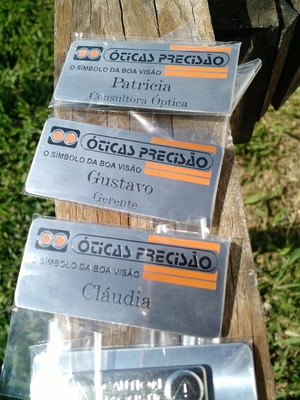 ÓTICAS PRECISÃO
O SÍMBOLO DA BOA VISÃO
Patricia
Consultora Óptica
ÓTICAS PRECISÃO
O SÍMBOLO DA BOA VISÃO
Gustavo
Gerente
ÓTICAS PRECISÃO
O SÍMBOLO DA BOA VISÃO
Cláudia